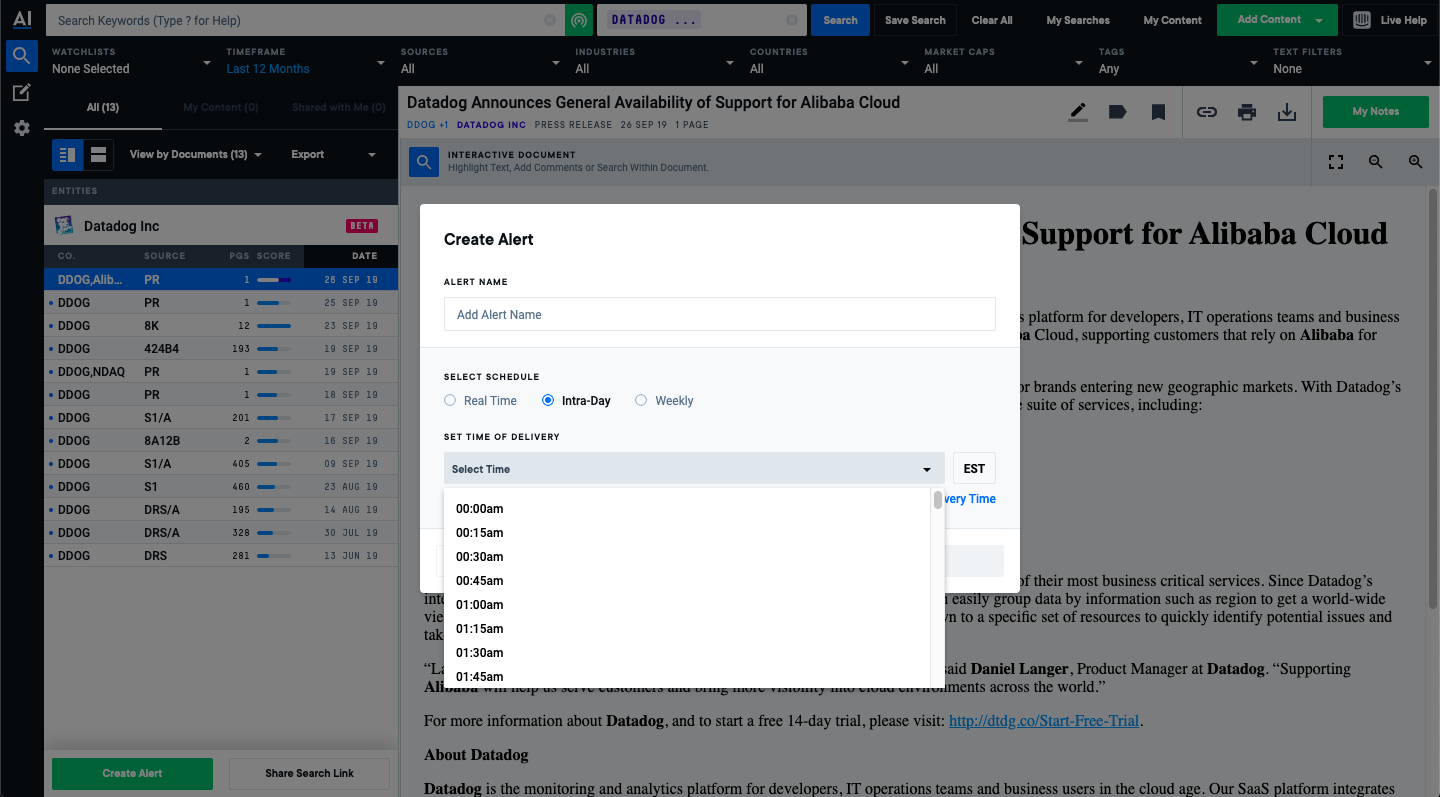 AI
Search Keywords (Type ? for Help)
DATADOG ...
Search
Save Search
Clear All
My Searches
My Content
Add Content
Live Help
WATCHLISTS
None Selected
TIMEFRAME
Last 12 Months
SOURCES
All
INDUSTRIES
All
COUNTRIES
All
MARKET CAPS
All
TAGS
Any
TEXT FILTERS
None
All (13)
My Content (0)
Shared with Me (0)
View by Documents (13)
Export
ENTITIES
Datadog Inc
BETA
CO. SOURCE PGS SCORE DATE
DDOG,Alib... PR 1 26 SEP 19
DDOG PR 1 25 SEP 19
DDOG 8K 12 23 SEP 19
DDOG 424B4 193 19 SEP 19
DDOG,NDAQ PR 1 19 SEP 19
DDOG PR 1 18 SEP 19
DDOG S1/A 201 17 SEP 19
DDOG 8A12B 2 16 SEP 19
DDOG S1/A 405 09 SEP 19
DDOG S1 460 23 AUG 19
DDOG DRS/A 195 14 AUG 19
DDOG DRS/A 328 30 JUL 19
DDOG DRS 281 13 JUN 19
Create Alert
Share Search Link
Datadog Announces General Availability of Support for Alibaba Cloud
DDOG +1 DATADOG INC PRESS RELEASE 26 SEP 19 1 PAGE
My Notes
INTERACTIVE DOCUMENT
Highlight Text, Add Comments or Search Within Document.
Support for Alibaba Cloud
platform for developers, IT operations teams and business
Cloud, supporting customers that rely on Alibaba for
or brands entering new geographic markets. With Datadog's
suite of services, including:
Create Alert
ALERT NAME
Add Alert Name
SELECT SCHEDULE
Real Time
Intra-Day
Weekly
SET TIME OF DELIVERY
Select Time
EST
very Time
00:00am
00:15am
00:30am
00:45am
01:00am
01:15am
01:30am
01:45am
of their most business critical services. Since Datadog's
easily group data by information such as region to get a world-wide
vn to a specific set of resources to quickly identify potential issues and
said Daniel Langer, Product Manager at Datadog. “Supporting
Alibaba will help us serve customers and bring more visibility into cloud environments across the world.”
For more information about Datadog, and to start a free 14-day trial, please visit: http://dtdg.co/Start-Free-Trial.
About Datadog
Datadog is the monitoring and analytics platform for developers, IT operations teams and business users in the cloud age. Our SaaS platform integrates